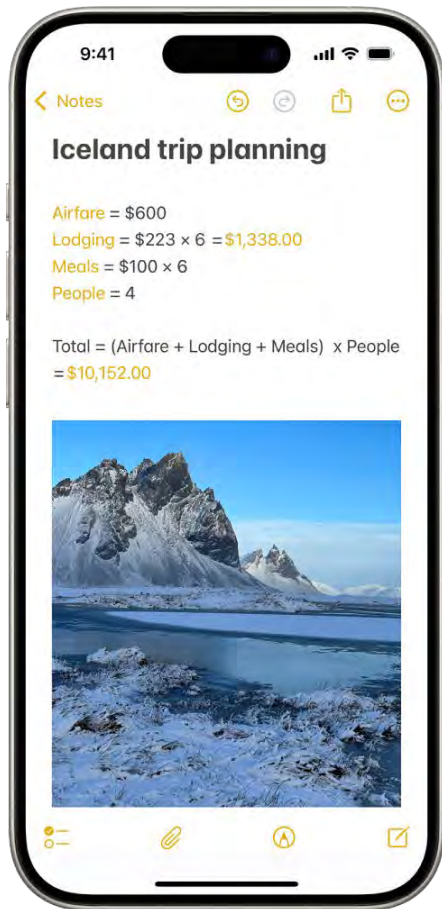 9:41
Notes
Iceland trip planning
Airfare = $600
Lodging = $223 × 6 =$1,338.00
Meals = $100 × 6
People = 4
Total = (Airfare + Lodging + Meals) x People
=$10,152.00